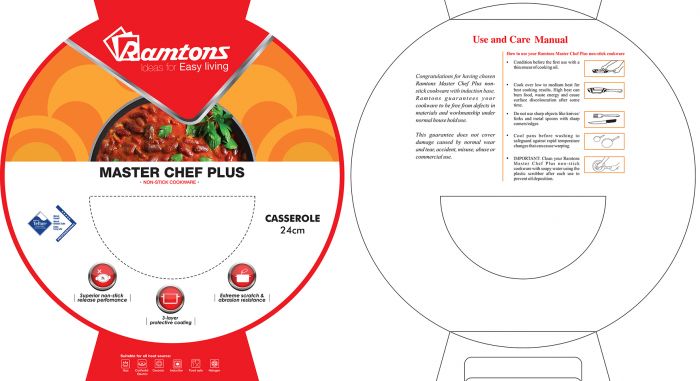 Ramtons
Ideas for Easy living
MASTER CHEF PLUS
• NON-STICK COOKWARE •
Teflon
CASSEROLE
24cm
Superior non-stick
release perfomance
3-layer
protective coating
Extreme scratch &
abrasion resistance
Suitable for all heat source:
Gas
Ceramic
Induction
Halogen
Use and Care Manual
How to use your Ramtons Master Chef Plus non-stick cookware
Congratulations for having chosen
Ramtons Master Chef Plus non-
stick cookware with induction base.
Ramtons guarantees your
cookware to be free from defects in
materials and workmanship under
normal house hold use.
This guarantee does not cover
damage caused by normal wear
and tear, accident, misuse, abuse or
commercial use.
• Condition before the first use with a
thin smear of cooking oil.
• Cook over low to medium heat for
best cooking results. High heat can
burn food, waste energy and cause
surface discolouration after some
time.
• Do not use sharp objects like knives/
forks and metal spoons with sharp
corners/edges
• Cool pans before washing to
safeguard against rapid temperature
changes that can cause warping.
• IMPORTANT: Clean your Ramtons
Master Chef Plus non-stick
cookware with soapy water using the
plastic scrubber after each use to
prevent oil deposition.